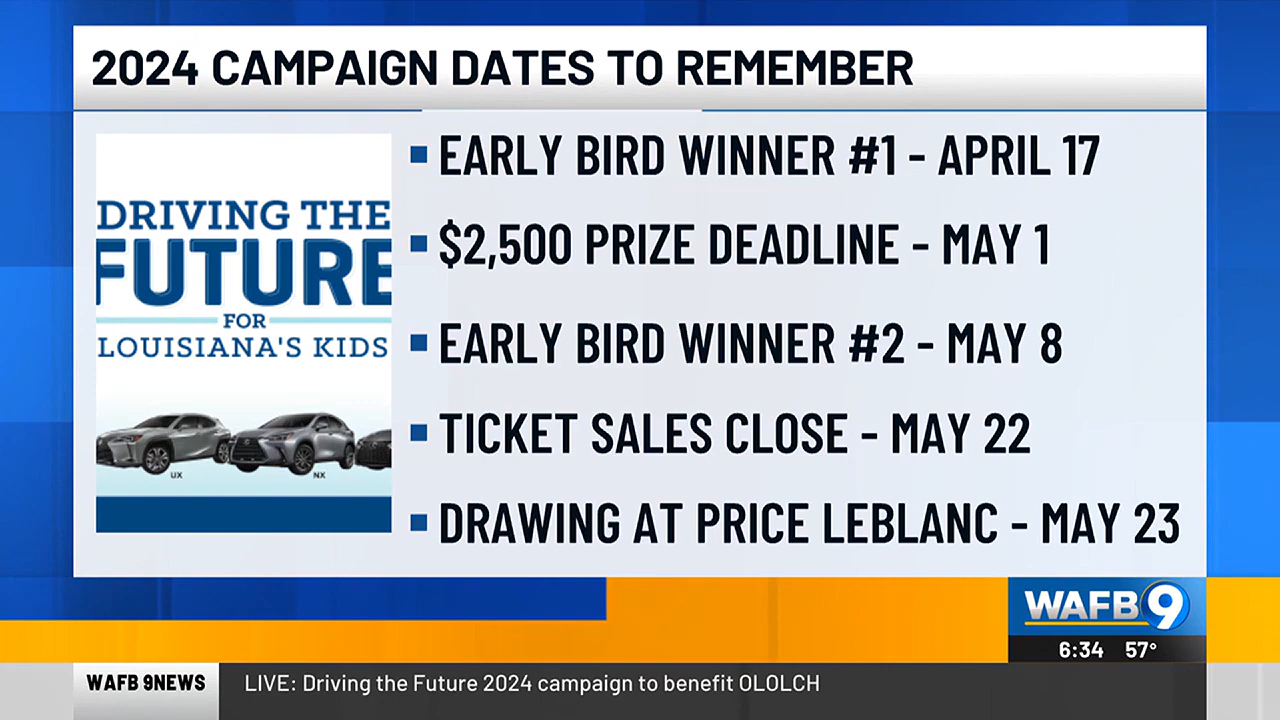 2024 CAMPAIGN DATES TO REMEMBER
DRIVING THE
FUTURE
FOR
LOUISIANA'S KIDS
UX
NX
EARLY BIRD WINNER #1 - APRIL 17
$2,500 PRIZE DEADLINE - MAY 1
EARLY BIRD WINNER #2 - MAY 8
TICKET SALES CLOSE - MAY 22
DRAWING AT PRICE LEBLANC - MAY 23
WAFB 9
6:34 57°
WAFB 9NEWS
LIVE: Driving the Future 2024 campaign to benefit OLOLCH